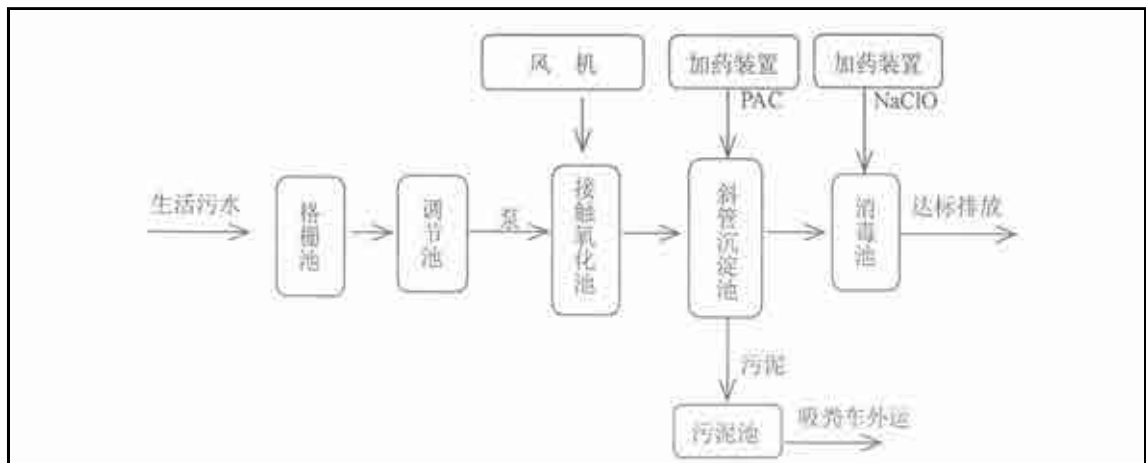 风 机
加药装置
加药装置
PAC
NaClO
生活污水
格栅池
调节池
泵
接触氧化池
斜管沉淀池
消毒池
达标排放
污泥
污泥池
吸粪车外运